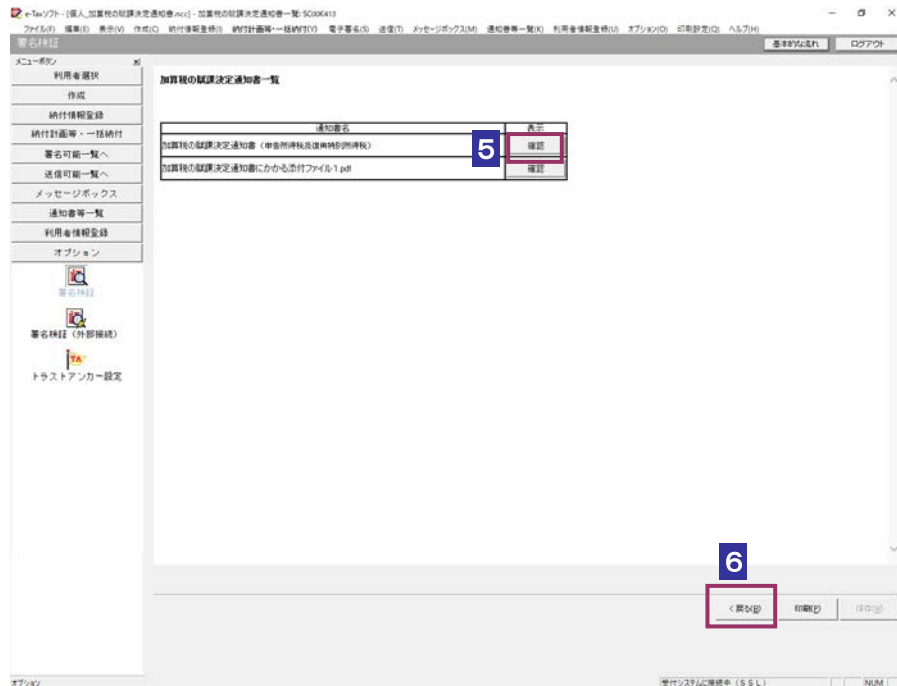 e-Taxソフト - [個人_加算税の賦課決定通知書.ncc] - 加算税の賦課決定通知書一覧: SC00K413
ファイル(F) 編集(E) 表示(V) 作成(C) 納付情報登録(I) 納付計画等・一括納付(Y) 電子署名(S) 送信(T) メッセージボックス(M) 通知書等一覧(K) 利用者情報登録(U) オプション(O) 印刷設定(Q) ヘルプ(H)
署名検証
基本的な流れ ログアウト
メニューボタン
利用者選択
作成
納付情報登録
納付計画等・一括納付
署名可能一覧へ
送信可能一覧へ
メッセージボックス
通知書等一覧
利用者情報登録
オプション
署名検証
署名検証（外部接続）
TA
トラストアンカー設定
加算税の賦課決定通知書一覧
通知書名 表示
加算税の賦課決定通知書（申告所得税及復興特別所得税） 確認
5
加算税の賦課決定通知書にかかる添付ファイル1.pdf 確認
6
<戻る(B) 印刷(P) 保存(W)
オプション 受付システムに接続中（ＳＳＬ） NUM